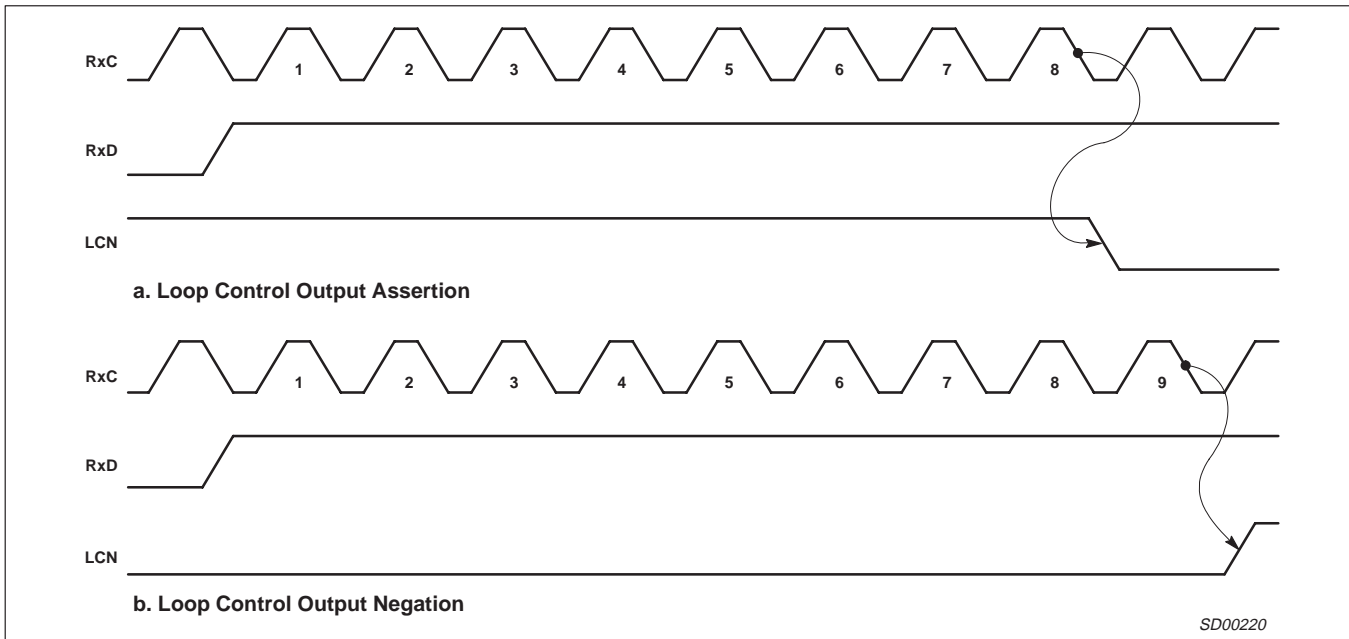 RxC
1 2 3 4 5 6 7 8
RxD
LCN
a. Loop Control Output Assertion
RxC
1 2 3 4 5 6 7 8 9
RxD
LCN
b. Loop Control Output Negation
SD00220